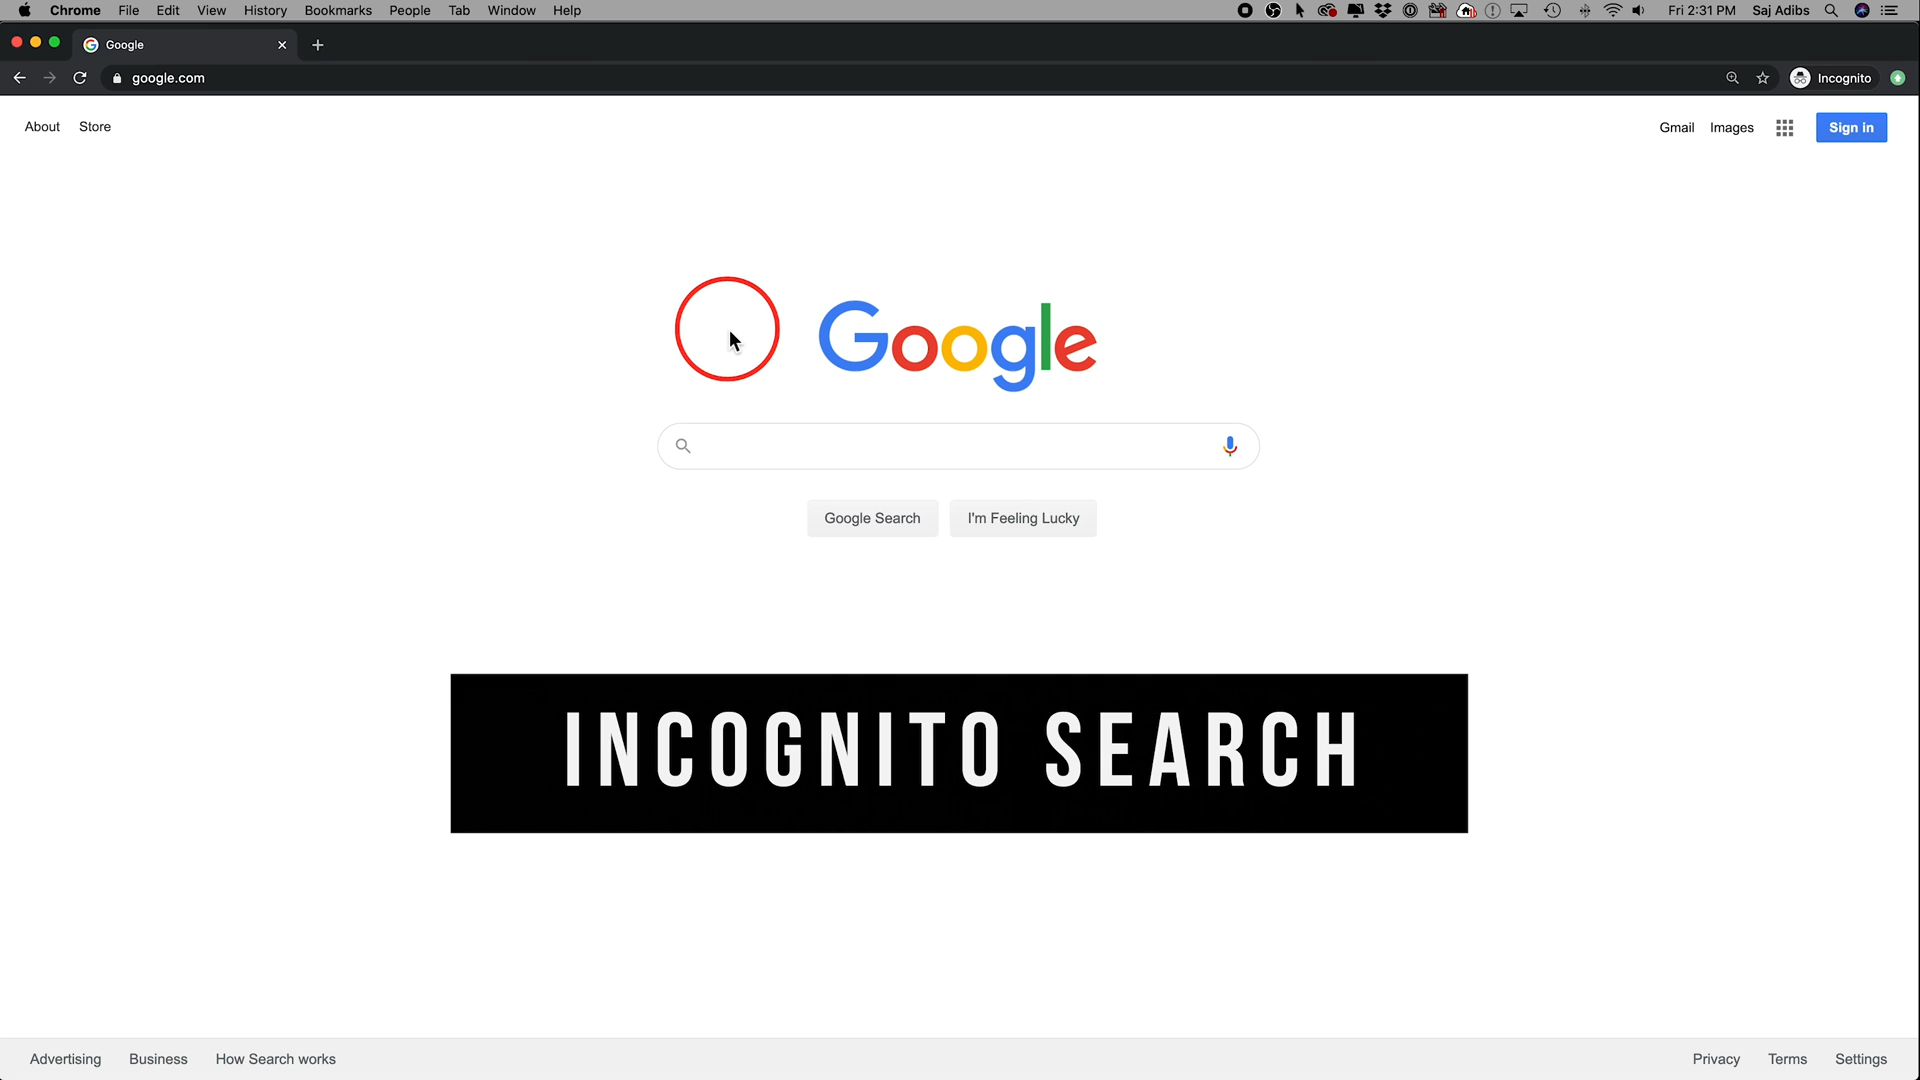 Chrome File Edit View History Bookmarks People Tab Window Help Fri 2:31 PM Saj Adibs
Google
google.com Incognito
About Store Gmail Images Sign in
Google
Google Search I'm Feeling Lucky
INCOGNITO SEARCH
Advertising Business How Search works Privacy Terms Settings